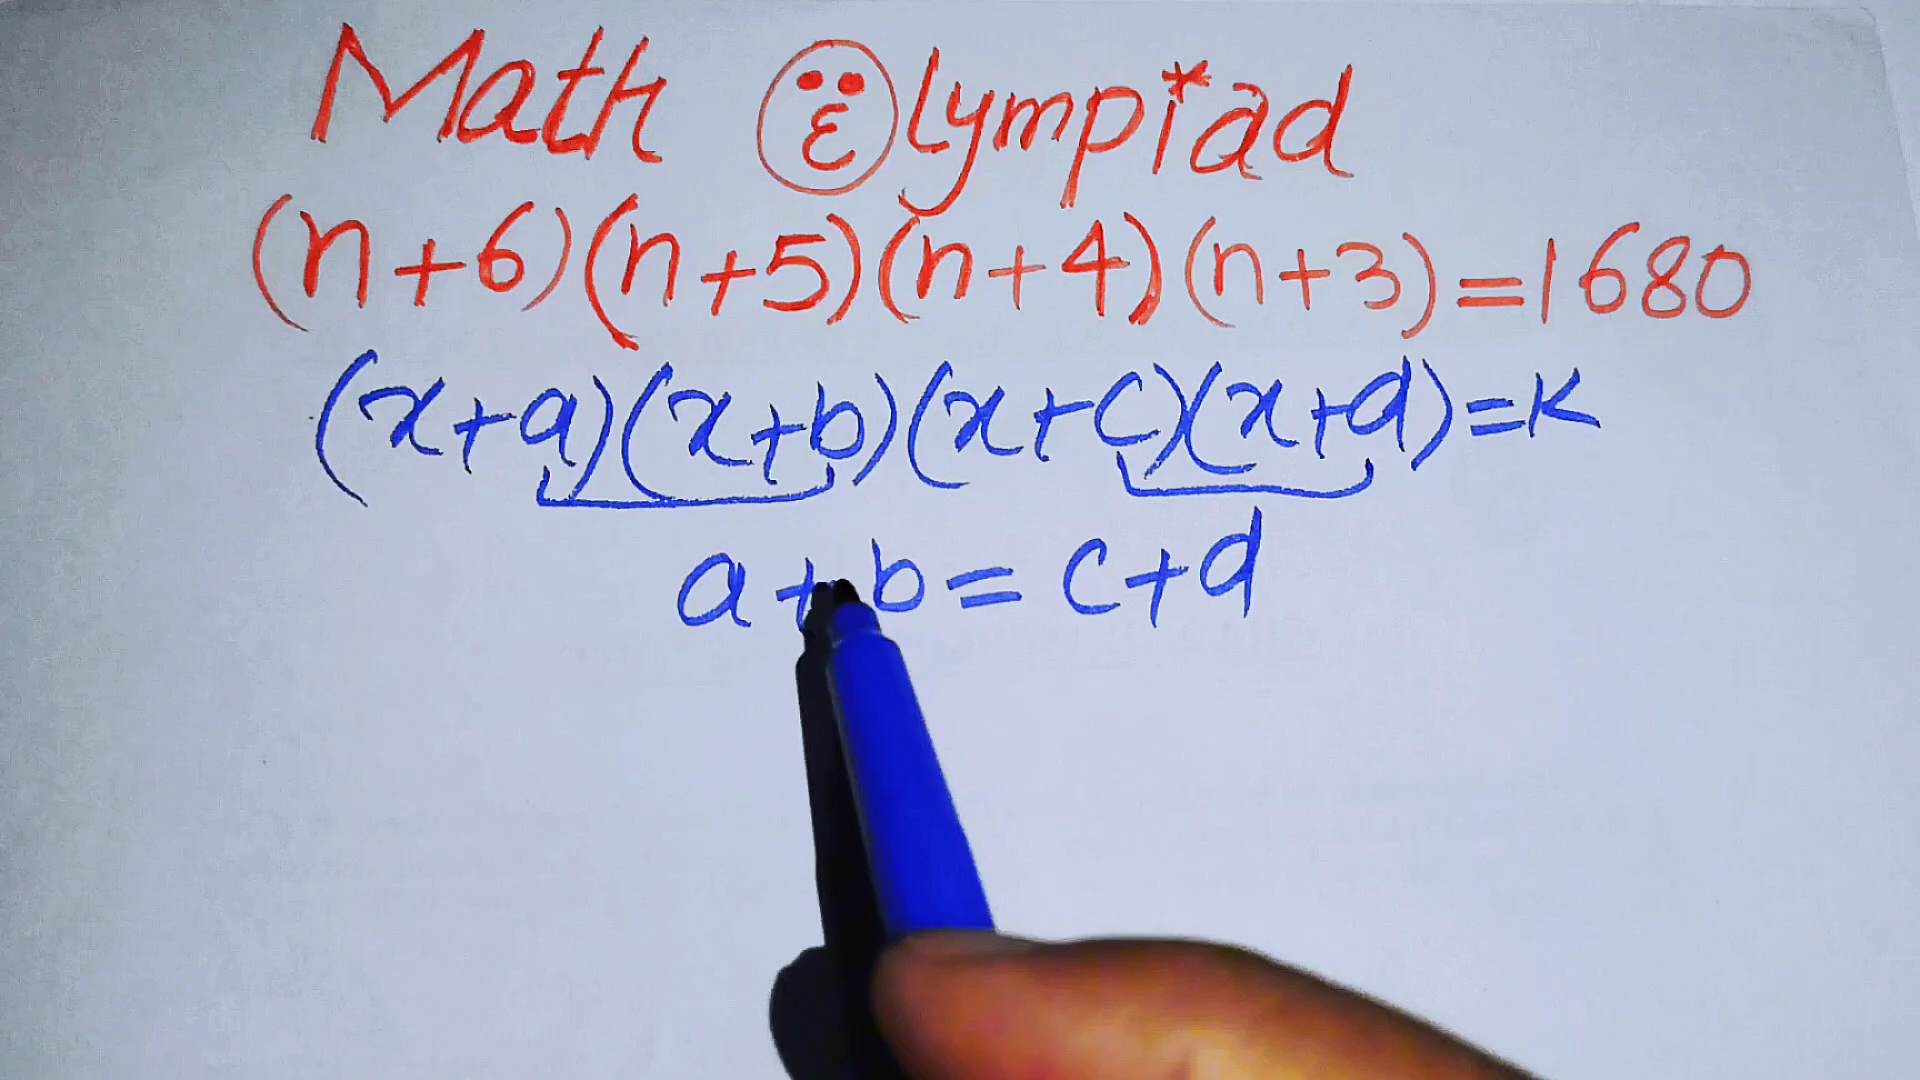 Math Olympiad
(n+6)(n+5)(n+4)(n+3)=1680
(x+a)(x+b)(x+c)(x+d)=K
a+b=c+d